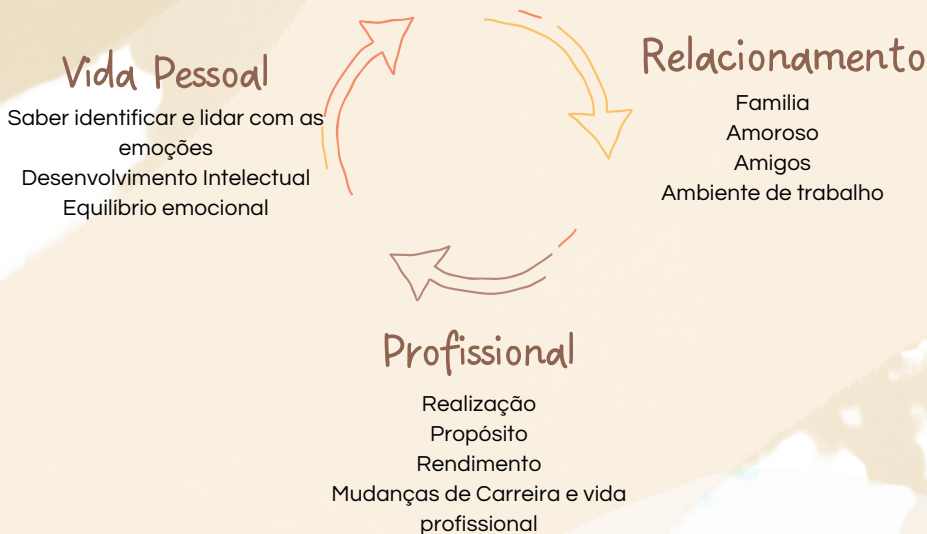 Vida Pessoal
Saber identificar e lidar com as
emoções
Desenvolvimento Intelectual
Equilíbrio emocional
Relacionamento
Familia
Amoroso
Amigos
Ambiente de trabalho
Profissional
Realização
Propósito
Rendimento
Mudanças de Carreira e vida
profissional